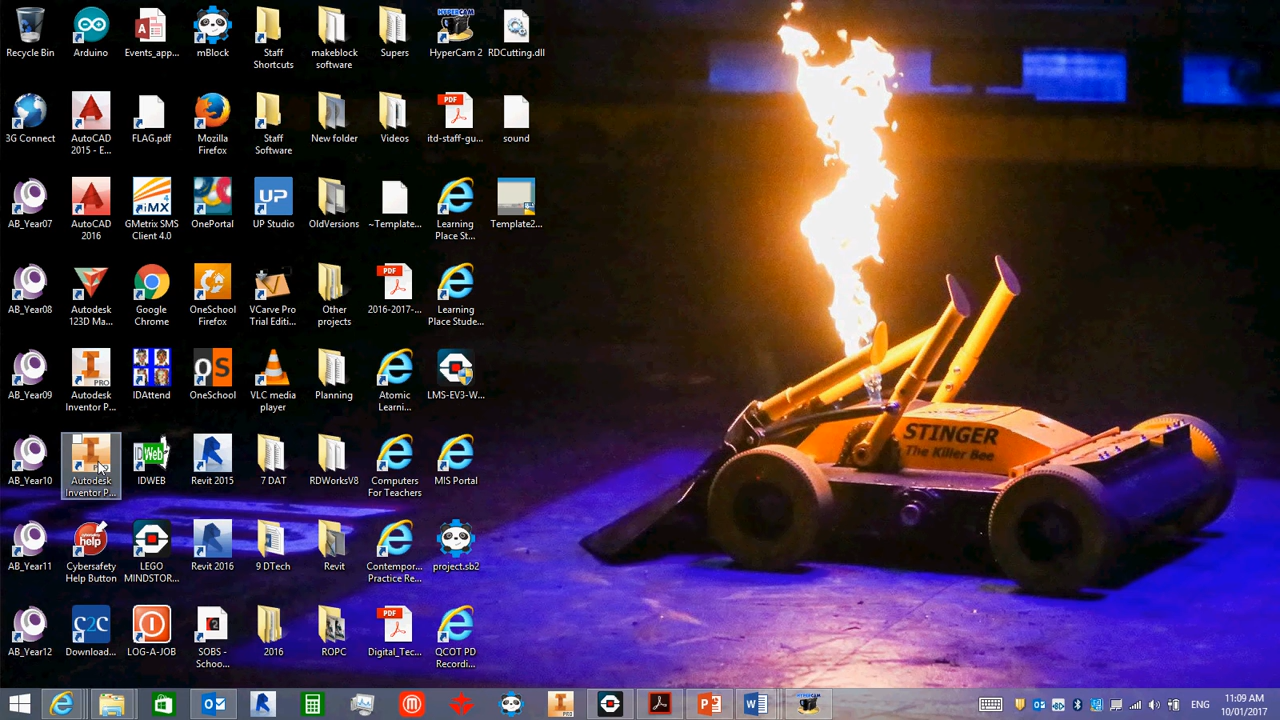 Recycle Bin
Arduino
Events_app...
mBlock
Staff
Shortcuts
makeblock
software
Supers
HyperCam 2
RDCutting.dll
3G Connect
AutoCAD
2015 - E...
FLAG.pdf
Mozilla
Firefox
Staff
Software
New folder
Videos
PDF
itd-staff-gu...
sound
AB_Year07
AutoCAD
2016
iMX
GMetrix SMS
Client 4.0
OnePortal
UP
UP Studio
OldVersions
~Template...
Learning
Place St...
Template2...
AB_Year08
Autodesk
123D Ma...
Google
Chrome
OneSchool
Firefox
VCarve Pro
Trial Editi...
Other
projects
PDF
2016-2017-...
Learning
Place Stude...
AB_Year09
PRO
Autodesk
Inventor P...
IDAttend
OS
OneSchool
VLC media
player
Planning
Atomic
Learni...
LMS-EV3-W...
AB_Year10
Autodesk
Inventor P...
Web
IDWEB
Revit 2015
7 DAT
RDWorksV8
Computers
For Teachers
MIS Portal
AB_Year11
help
Cybersafety
Help Button
LEGO
MINDSTOR...
Revit 2016
9 DTech
Revit
Contempor...
Practice Re...
project.sb2
AB_Year12
C2C
Download...
LOG-A-JOB
SOBS -
Schoo...
2016
ROPC
PDF
Digital_Tec...
QCOT PD
Recordi...
STINGER
The Killer Bee
ENG
11:09 AM
10/01/2017